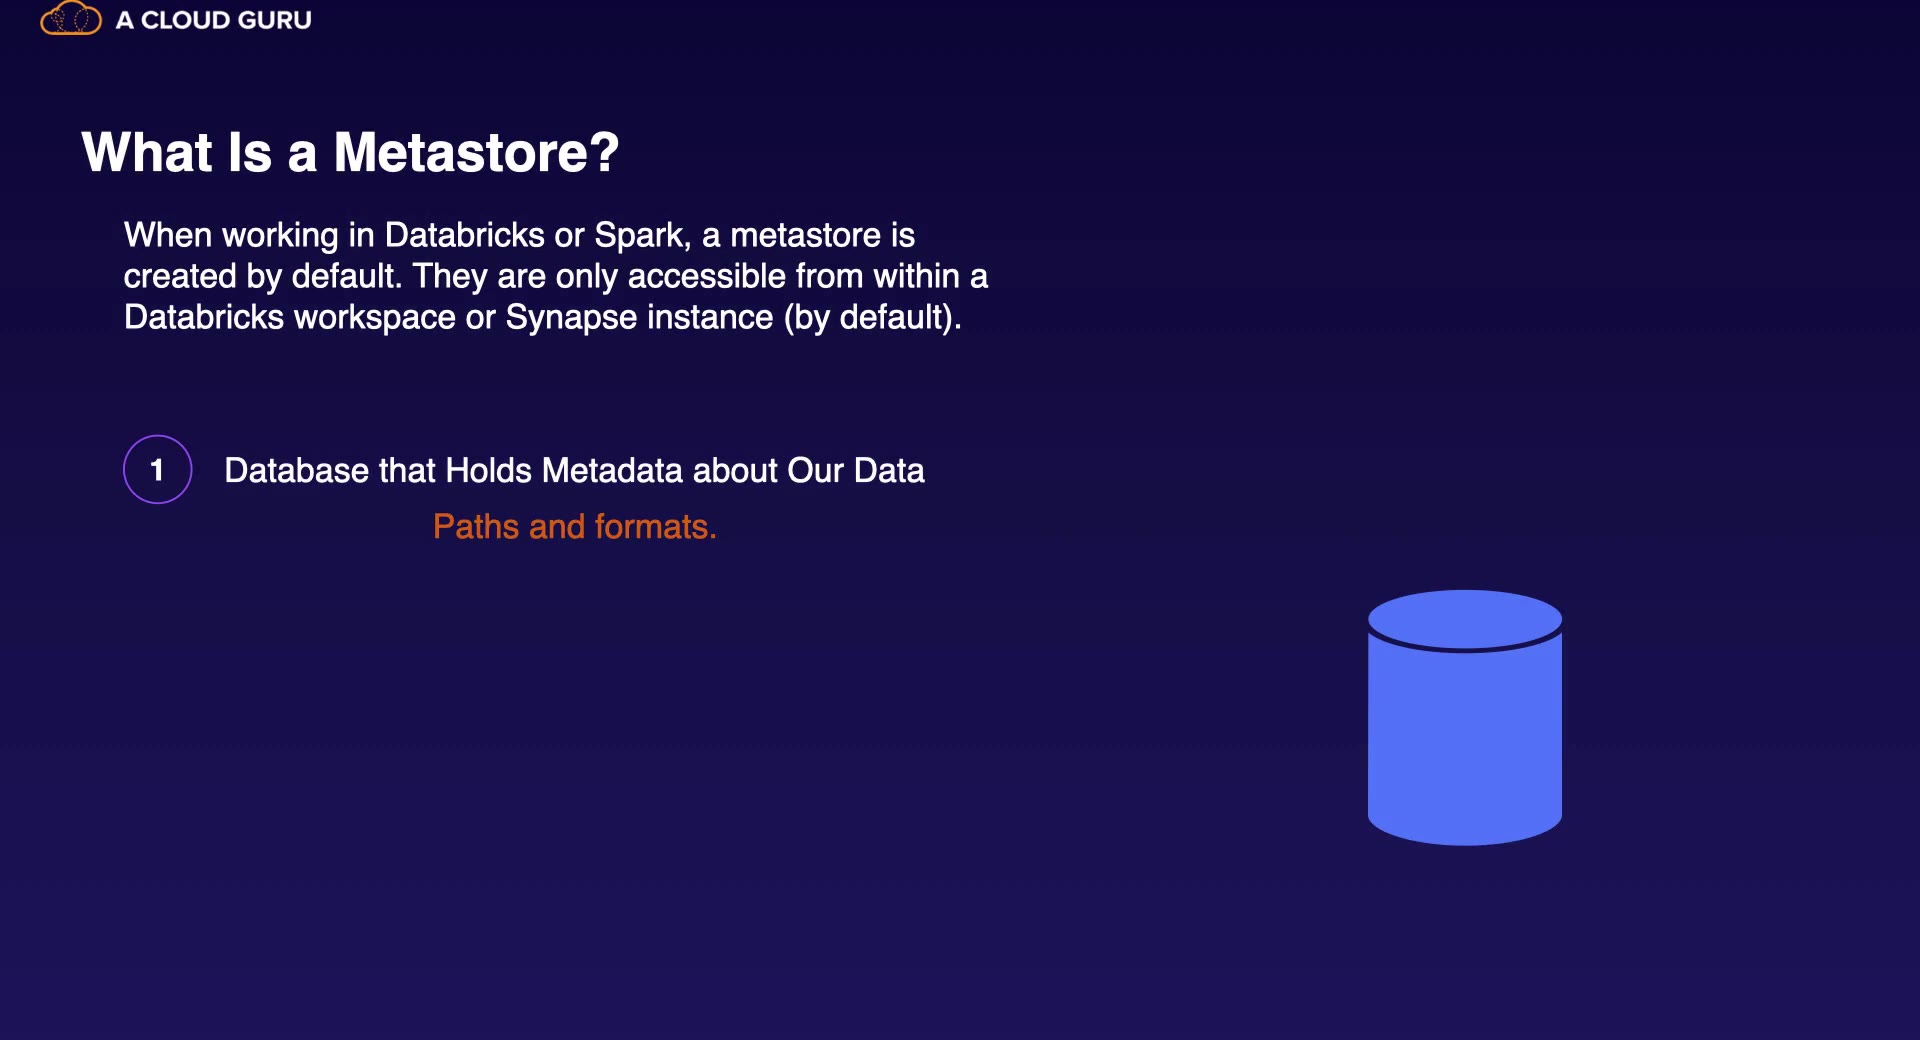 A CLOUD GURU
What Is a Metastore?
When working in Databricks or Spark, a metastore is
created by default. They are only accessible from within a
Databricks workspace or Synapse instance (by default).
1 Database that Holds Metadata about Our Data
Paths and formats.